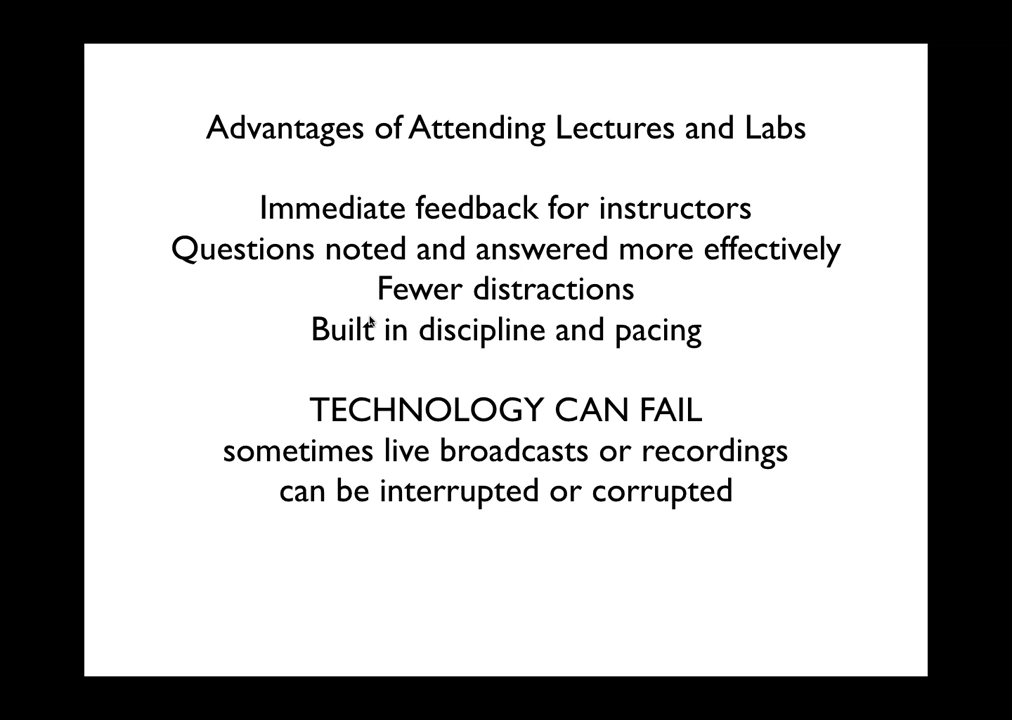 Advantages of Attending Lectures and Labs
Immediate feedback for instructors
Questions noted and answered more effectively
Fewer distractions
Built in discipline and pacing
TECHNOLOGY CAN FAIL
sometimes live broadcasts or recordings
can be interrupted or corrupted